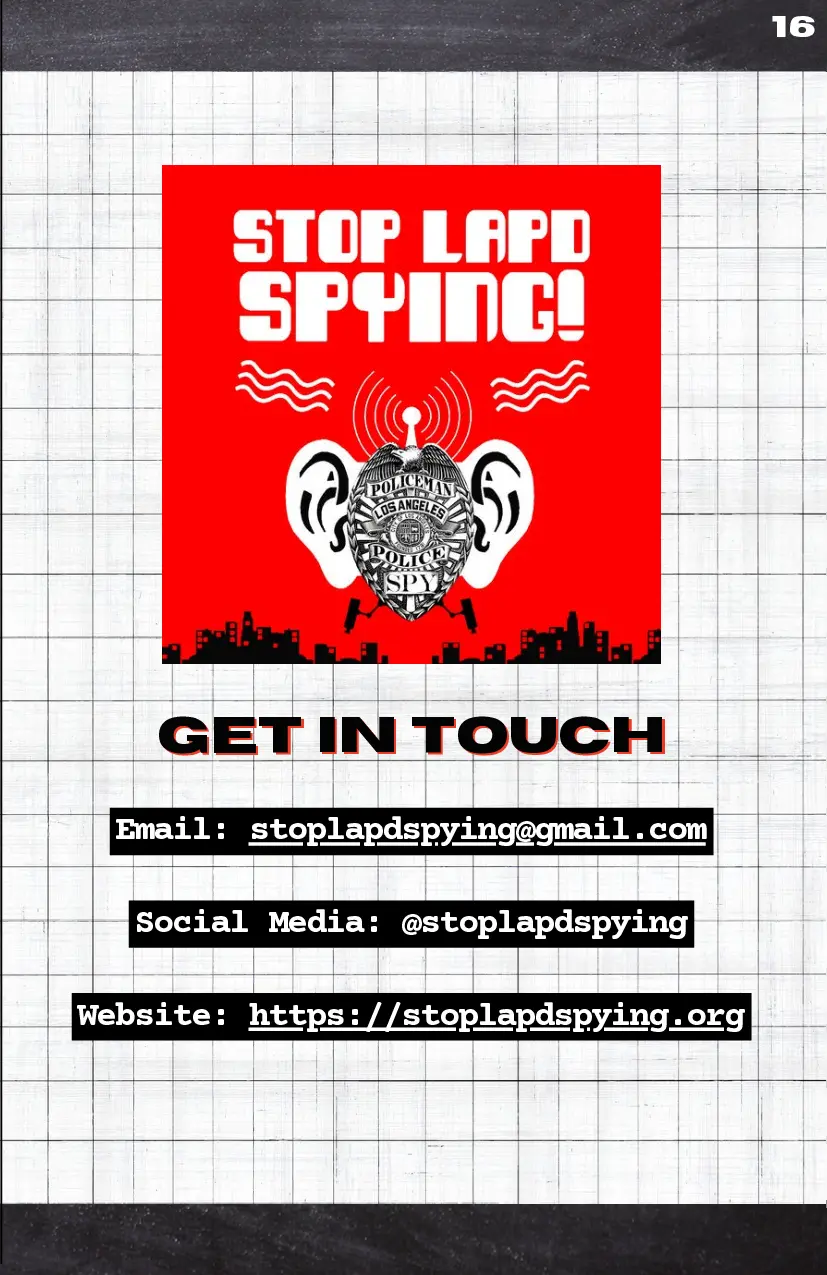 16
STOP LAPD
SPYING!
POLICEMAN
LOS ANGELES
POLICE
SPY
GET IN TOUCH
Email: stoplapdspying@gmail.com
Social Media: @stoplapdspying
Website: https://stoplapdspying.org